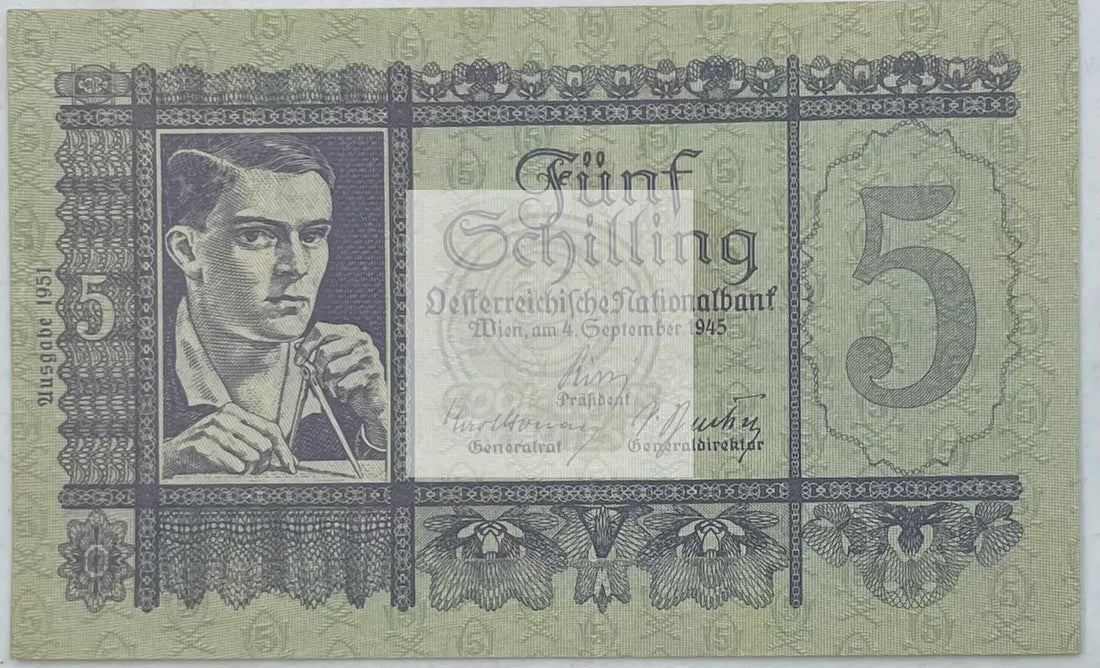 Ausgabe 1951
5
Fünf
Schilling
Oesterreichische Nationalbank
Wien, am 4. September 1945
Präsident
Generalrat
Generaldirektor
5